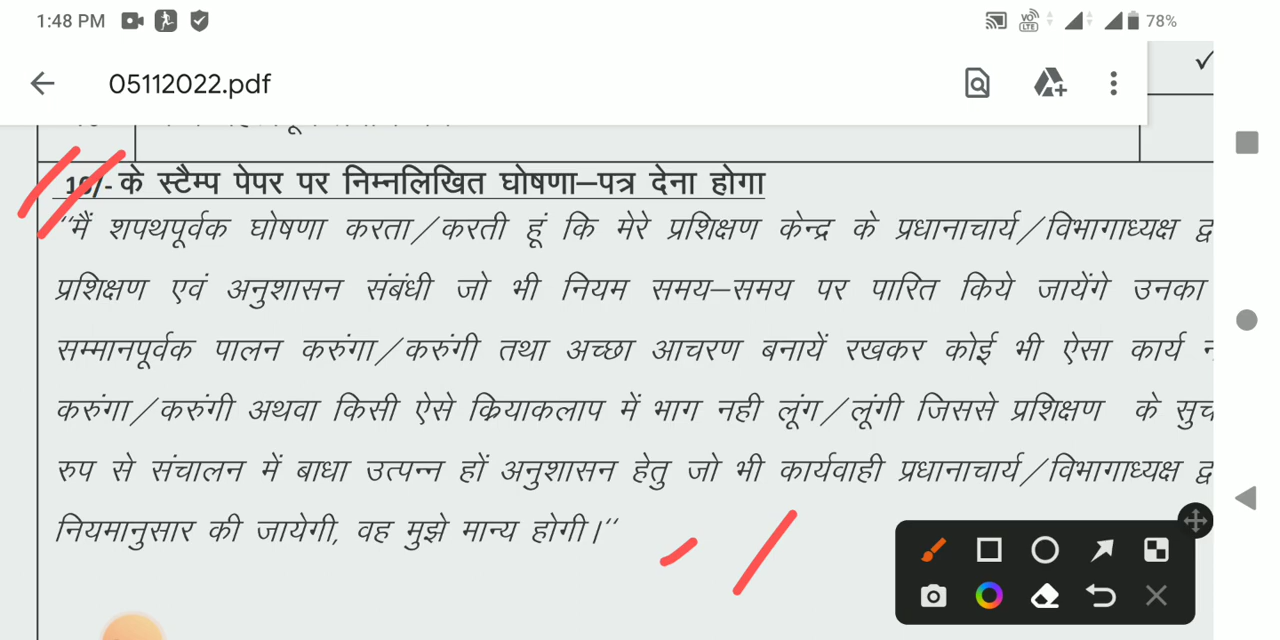 1:48 PM VO LTE 78%
05112022.pdf
10/- के स्टैम्प पेपर पर निम्नलिखित घोषणा–पत्र देना होगा
"मैं शपथपूर्वक घोषणा करता/करती हूं कि मेरे प्रशिक्षण केन्द्र के प्रधानाचार्य/विभागाध्यक्ष
प्रशिक्षण एवं अनुशासन संबंधी जो भी नियम समय–समय पर पारित किये जायेंगे उनका
सम्मानपूर्वक पालन करुंगा/करुंगी तथा अच्छा आचरण बनायें रखकर कोई भी ऐसा कार्य
करुंगा/करुंगी अथवा किसी ऐसे क्रियाकलाप में भाग नही लूंग/लूंगी जिससे प्रशिक्षण के
रुप से संचालन में बाधा उत्पन्न हों अनुशासन हेतु जो भी कार्यवाही प्रधानाचार्य/विभागाध्यक्ष
नियमानुसार की जायेगी, वह मुझे मान्य होगी।"